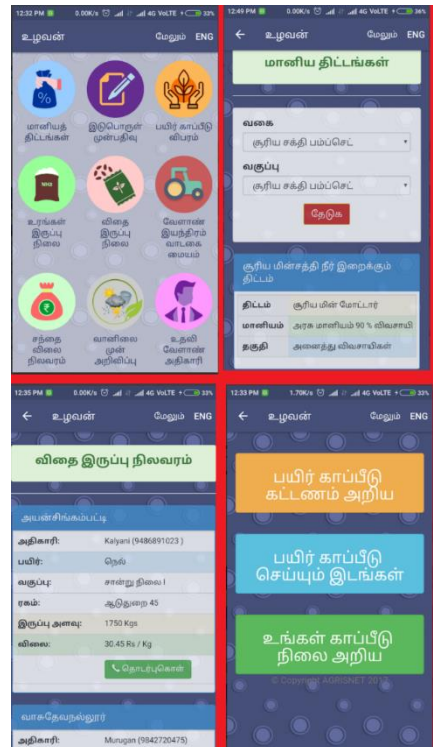 12:32 PM 0.00K/s 4G VoLTE + 33%
உழவன் மேலும் ENG
மானியத் திட்டங்கள்
இடுபொருள் முன்பதிவு
பயிர் காப்பீடு விபரம்
உரங்கள் இருப்பு நிலை
விதை இருப்பு நிலை
வேளாண் இயந்திரம் வாடகை மையம்
சந்தை விலை நிலவரம்
வானிலை முன் அறிவிப்பு
உதவி வேளாண் அதிகாரி
12:49 PM 0.00K/s 4G VoLTE + 36%
← உழவன் மேலும் ENG
மானிய திட்டங்கள்
வகை
சூரிய சக்தி பம்ப்செட்
வகுப்பு
சூரிய சக்தி பம்ப்செட்
தேடுக
சூரிய மின்சத்தி நீர் இறைக்கும்
திட்டம்
திட்டம் சூரிய மின் மோட்டார்
மானியம் அரசு மானியம் 90 % விவசாயி
தகுதி அனைத்து விவசாயிகள்
12:35 PM 0.00K/s 4G VoLTE + 33%
← உழவன் மேலும் ENG
விதை இருப்பு நிலவரம்
அயன்சிங்கம்பட்டி
அதிகாரி: Kalyani (9486891023 )
பயிர்: நெல்
வகுப்பு: சான்று நிலை I
ரகம்: ஆடுதுறை 45
இருப்பு அளவு: 1750 Kgs
விலை: 30.45 Rs / Kg
தொடர்புகொள்
வாசுதேவநல்லூர்
அதிகாரி: Murugan (9842720475)
12:33 PM 1.70K/s 4G VoLTE + 33%
← உழவன் மேலும் ENG
பயிர் காப்பீடு
கட்டணம் அறிய
பயிர் காப்பீடு
செய்யும் இடங்கள்
உங்கள் காப்பீடு
நிலை அறிய
© Copyright AGRISNET 2017